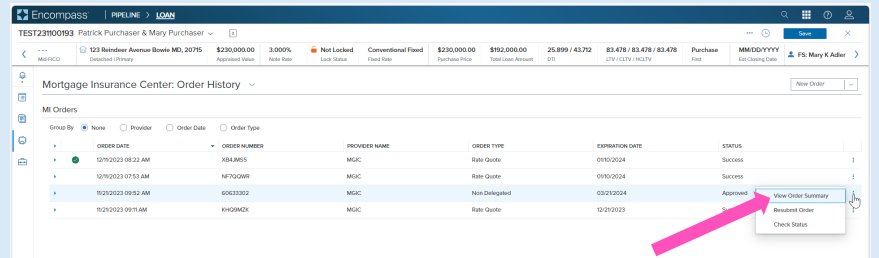 Encompass PIPELINE > LOAN
TEST231100193 Patrick Purchaser & Mary Purchaser
Save
--- 123 Reindeer Avenue Bowie MD, 20715 $230,000.00 3.000% Not Locked Conventional Fixed $230,000.00 $192,000.00 25.899 / 43.712 83.478 / 83.478 / 83.478 Purchase MM/DD/YYYY FS: Mary K Adler
Mid-FICO Detached | Primary Appraised Value Note Rate Lock Status Fixed Rate Purchase Price Total Loan Amount DTI LTV / CLTV / HCLTV First Est Closing Date
Mortgage Insurance Center: Order History
New Order
MI Orders
Group By None Provider Order Date Order Type
ORDER DATE ORDER NUMBER PROVIDER NAME ORDER TYPE EXPIRATION DATE STATUS
12/11/2023 08:22 AM XB4JM5S MGIC Rate Quote 01/10/2024 Success
12/11/2023 07:53 AM NF7QQWR MGIC Rate Quote 01/10/2024 Success
11/21/2023 09:52 AM 60633302 MGIC Non Delegated 03/21/2024 Approved
View Order Summary
11/21/2023 09:11 AM KHQ9MZK MGIC Rate Quote 12/21/2023
Resubmit Order
Check Status